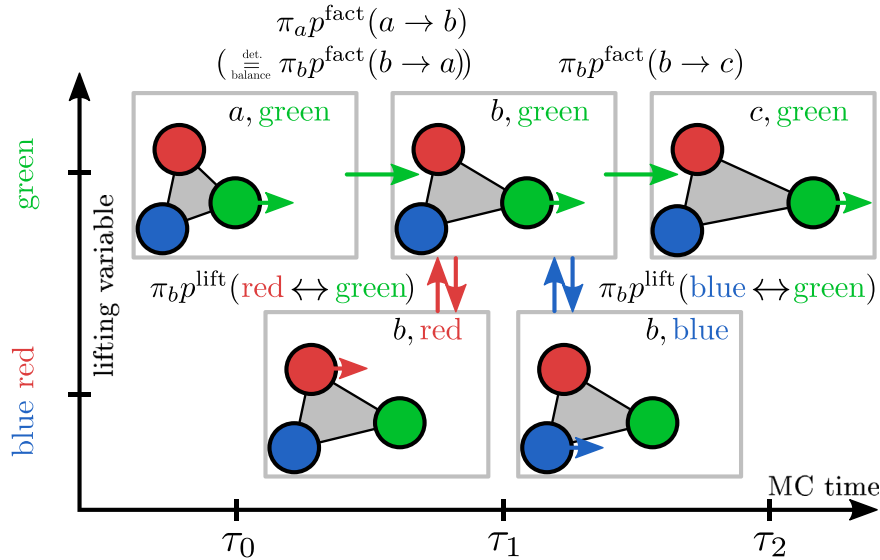 π_a p^fact(a → b)
( det. balance = π_b p^fact(b → a))
π_b p^fact(b → c)
a, green
b, green
c, green
green
lifting variable
π_b p^lift(red ↔ green)
π_b p^lift(blue ↔ green)
b, red
b, blue
blue red
MC time
τ_0
τ_1
τ_2